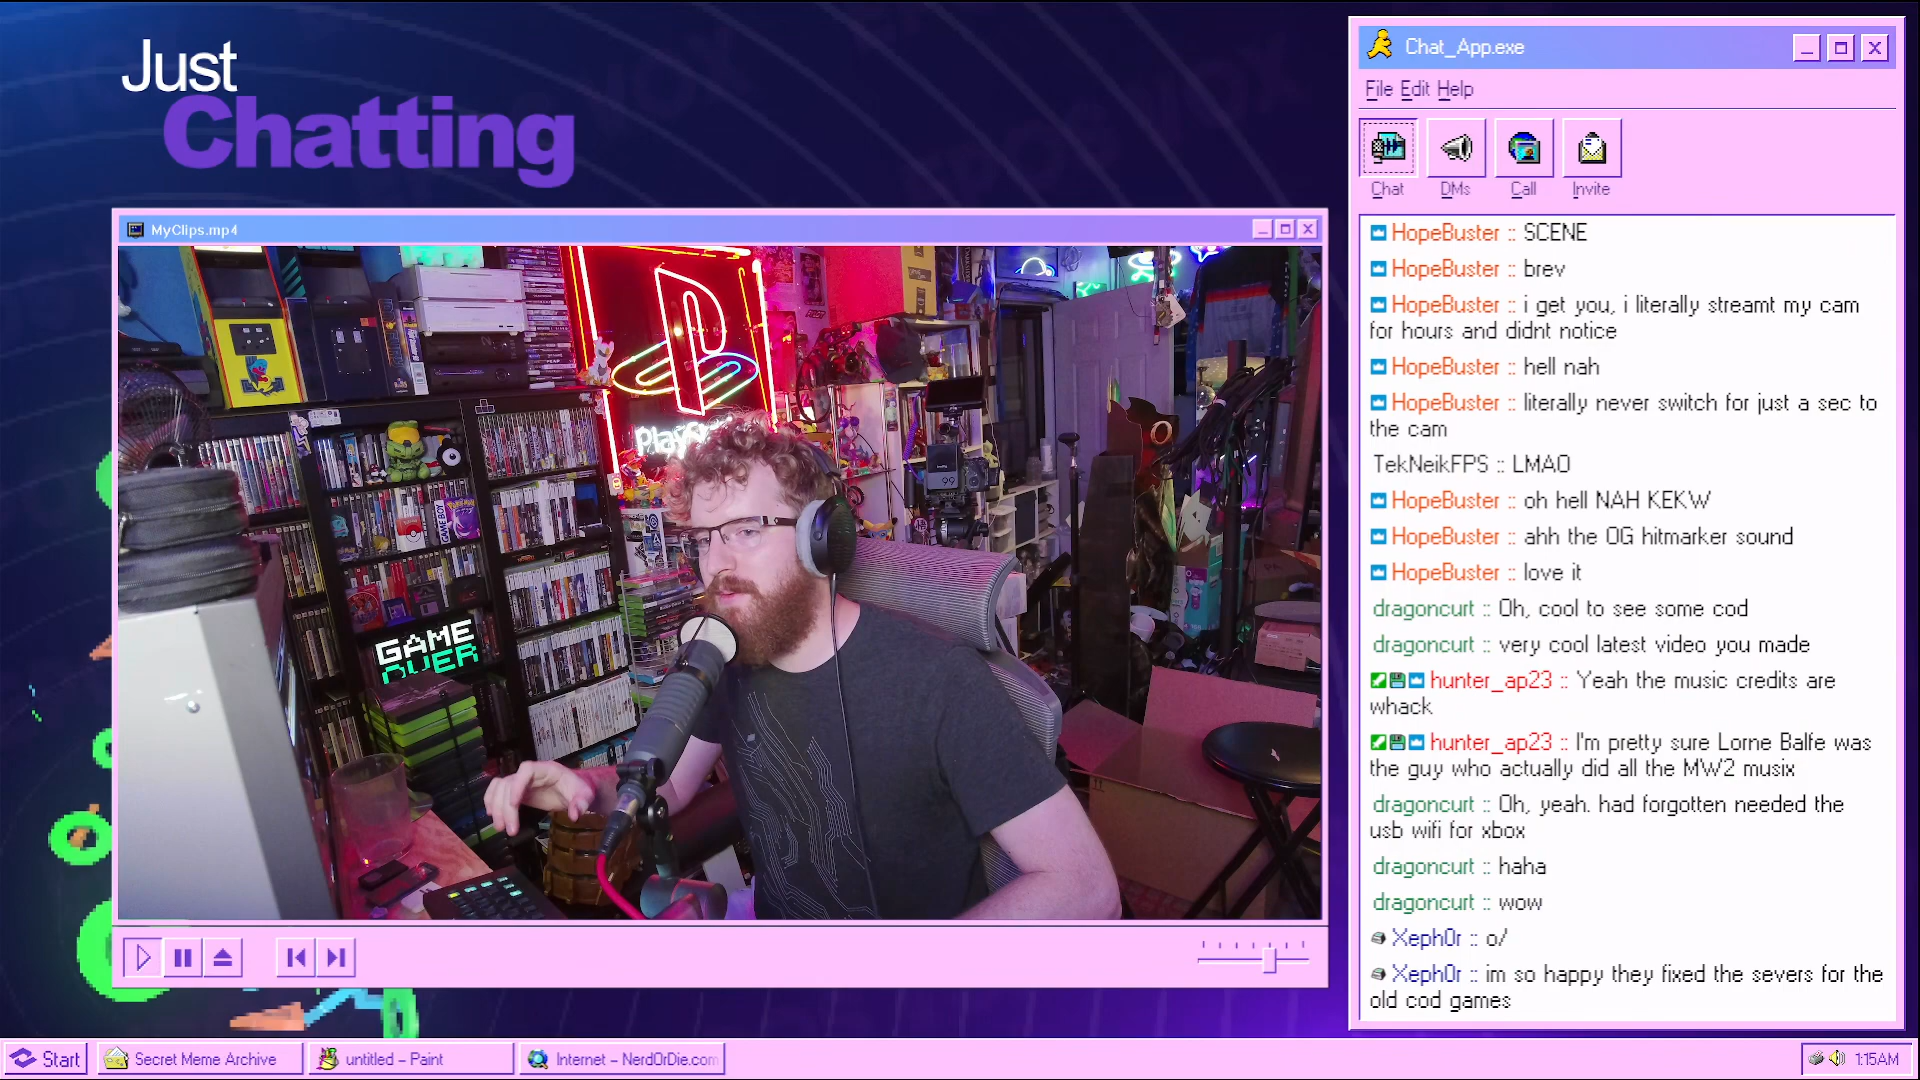 Just
Chatting
MyClips.mp4
PlaySt
GAME
OVER
GAME BOY
99
Chat_App.exe
File Edit Help
Chat DMs Call Invite
HopeBuster :: SCENE
HopeBuster :: brev
HopeBuster :: i get you, i literally streamt my cam
for hours and didnt notice
HopeBuster :: hell nah
HopeBuster :: literally never switch for just a sec to
the cam
TekNeikFPS :: LMAO
HopeBuster :: oh hell NAH KEKW
HopeBuster :: ahh the OG hitmarker sound
HopeBuster :: love it
dragoncurt :: Oh, cool to see some cod
dragoncurt :: very cool latest video you made
hunter_ap23 :: Yeah the music credits are
whack
hunter_ap23 :: I'm pretty sure Lorne Balfe was
the guy who actually did all the MW2 musix
dragoncurt :: Oh, yeah. had forgotten needed the
usb wifi for xbox
dragoncurt :: haha
dragoncurt :: wow
Xeph0r :: o/
Xeph0r :: im so happy they fixed the severs for the
old cod games
Start
Secret Meme Archive
untitled - Paint
Internet - NerdOrDie.com
1:15AM